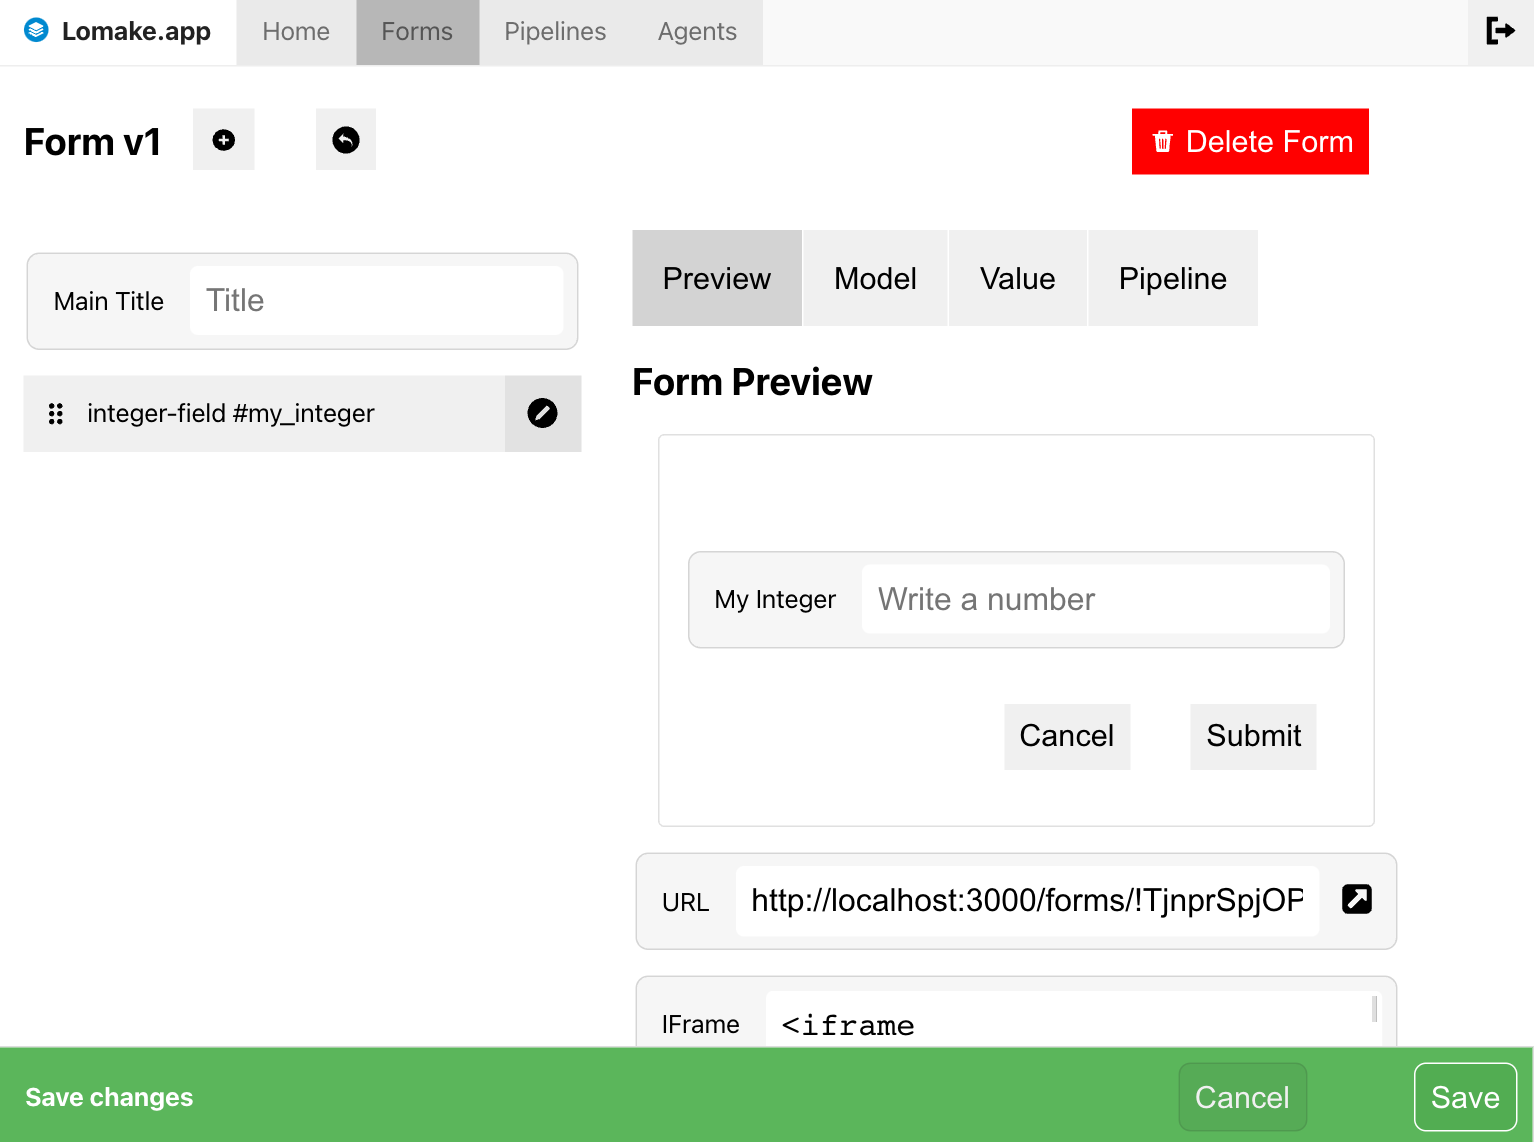 Lomake.app Home Forms Pipelines Agents
Form v1
Delete Form
Main Title Title
integer-field #my_integer
Preview Model Value Pipeline
Form Preview
My Integer Write a number
Cancel Submit
URL http://localhost:3000/forms/!TjnprSpjOP
IFrame <iframe
Save changes Cancel Save